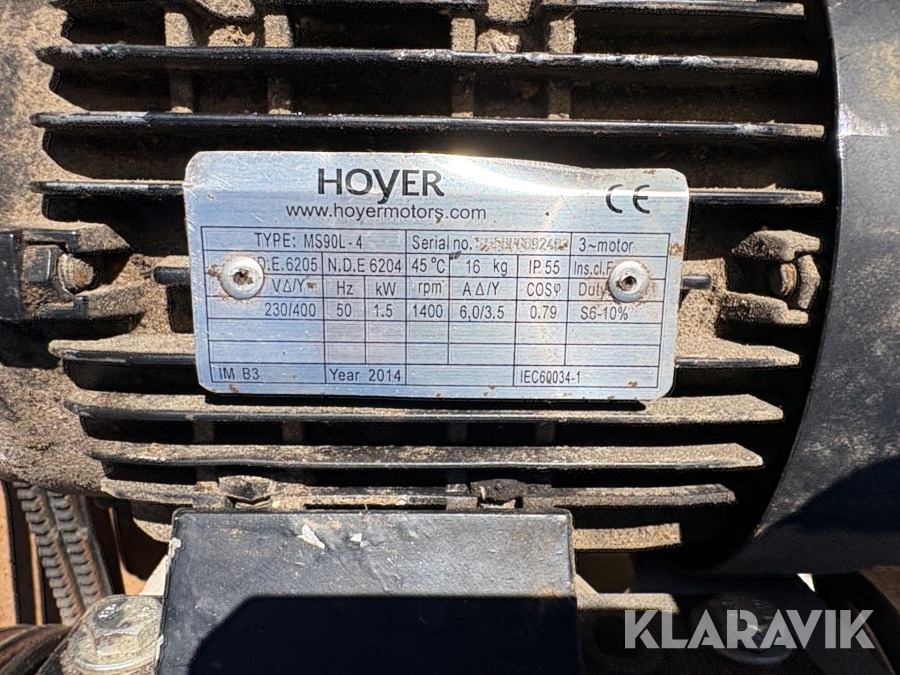 HOYER
www.hoyermotors.com
CE
TYPE: MS90L-4 Serial no. 3~motor
D.E.6205 N.D.E 6204 45°C 16 kg IP 55 Ins.cl.F
VΔ/Y Hz kW rpm AΔ/Y COSφ Duty
230/400 50 1.5 1400 6,0/3.5 0.79 S6-10%
IM B3 Year 2014 IEC60034-1
KLARAVIK